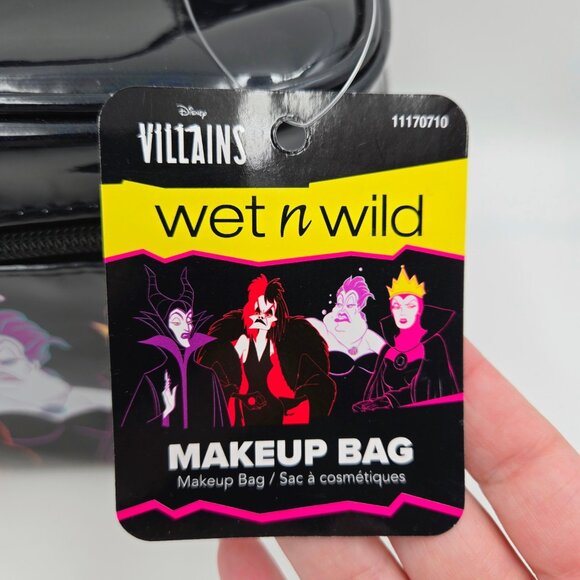 Disney
VILLAINS
11170710
wet n wild
MAKEUP BAG
Makeup Bag / Sac à cosmétiques